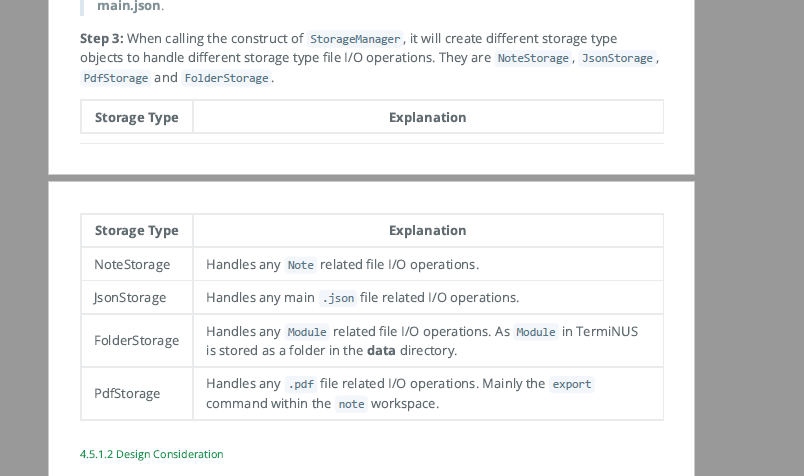 main.json.
Step 3: When calling the construct of StorageManager, it will create different storage type
objects to handle different storage type file I/O operations. They are NoteStorage, JsonStorage,
PdfStorage and FolderStorage.
Storage Type Explanation
Storage Type Explanation
NoteStorage Handles any Note related file I/O operations.
JsonStorage Handles any main .json file related I/O operations.
FolderStorage Handles any Module related file I/O operations. As Module in TermiNUS
is stored as a folder in the data directory.
PdfStorage Handles any .pdf file related I/O operations. Mainly the export
command within the note workspace.
4.5.1.2 Design Consideration